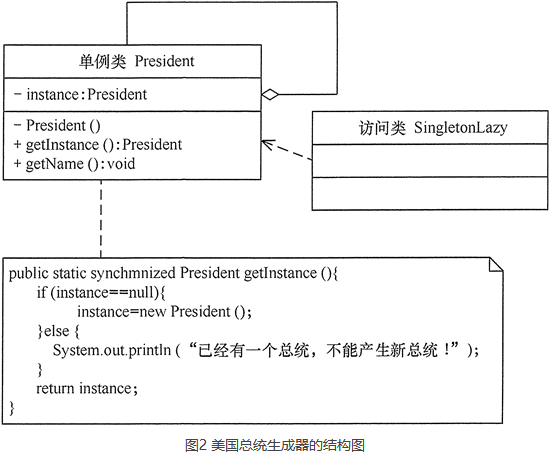 单例类 President
- instance:President
- President()
+ getInstance():President
+ getName():void
访问类 SingletonLazy
public static synchmnized President getInstance(){
if (instance==null){
instance=new President();
}else {
System.out.println(“已经有一个总统，不能产生新总统！”);
}
return instance;
}
图2 美国总统生成器的结构图